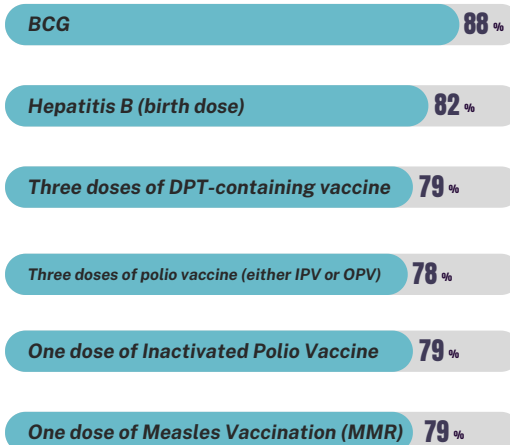 BCG 88 %
Hepatitis B (birth dose) 82 %
Three doses of DPT-containing vaccine 79 %
Three doses of polio vaccine (either IPV or OPV) 78 %
One dose of Inactivated Polio Vaccine 79 %
One dose of Measles Vaccination (MMR) 79 %